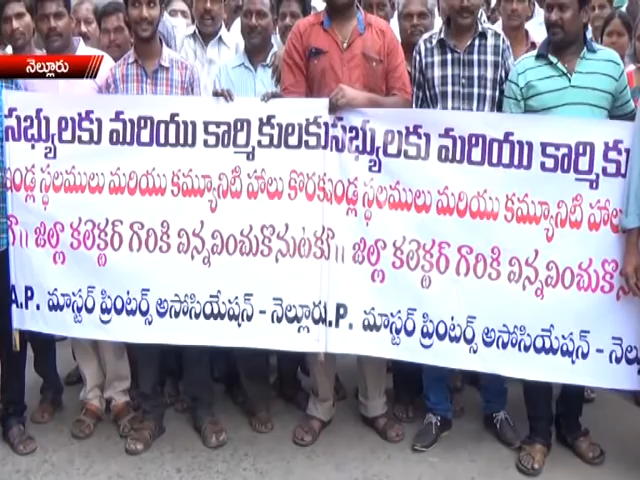 నెల్లూరు
సభ్యులకు మరియు కార్మికులకు
స్థలములు మరియు కమ్యూనిటి హాలు కొరకు
జిల్లా కలెక్టర్ గారికి విన్నవించుకొనుటకు
A.P. మాస్టర్ ప్రింటర్స్ అసోసియేషన్ - నెల్లూరు
సభ్యులకు మరియు
స్థలములు మరియు కమ్యూనిటి హాలు
జిల్లా కలెక్టర్ గారికి
.P. మాస్టర్ ప్రింటర్స్ అసోసియేషన్ -